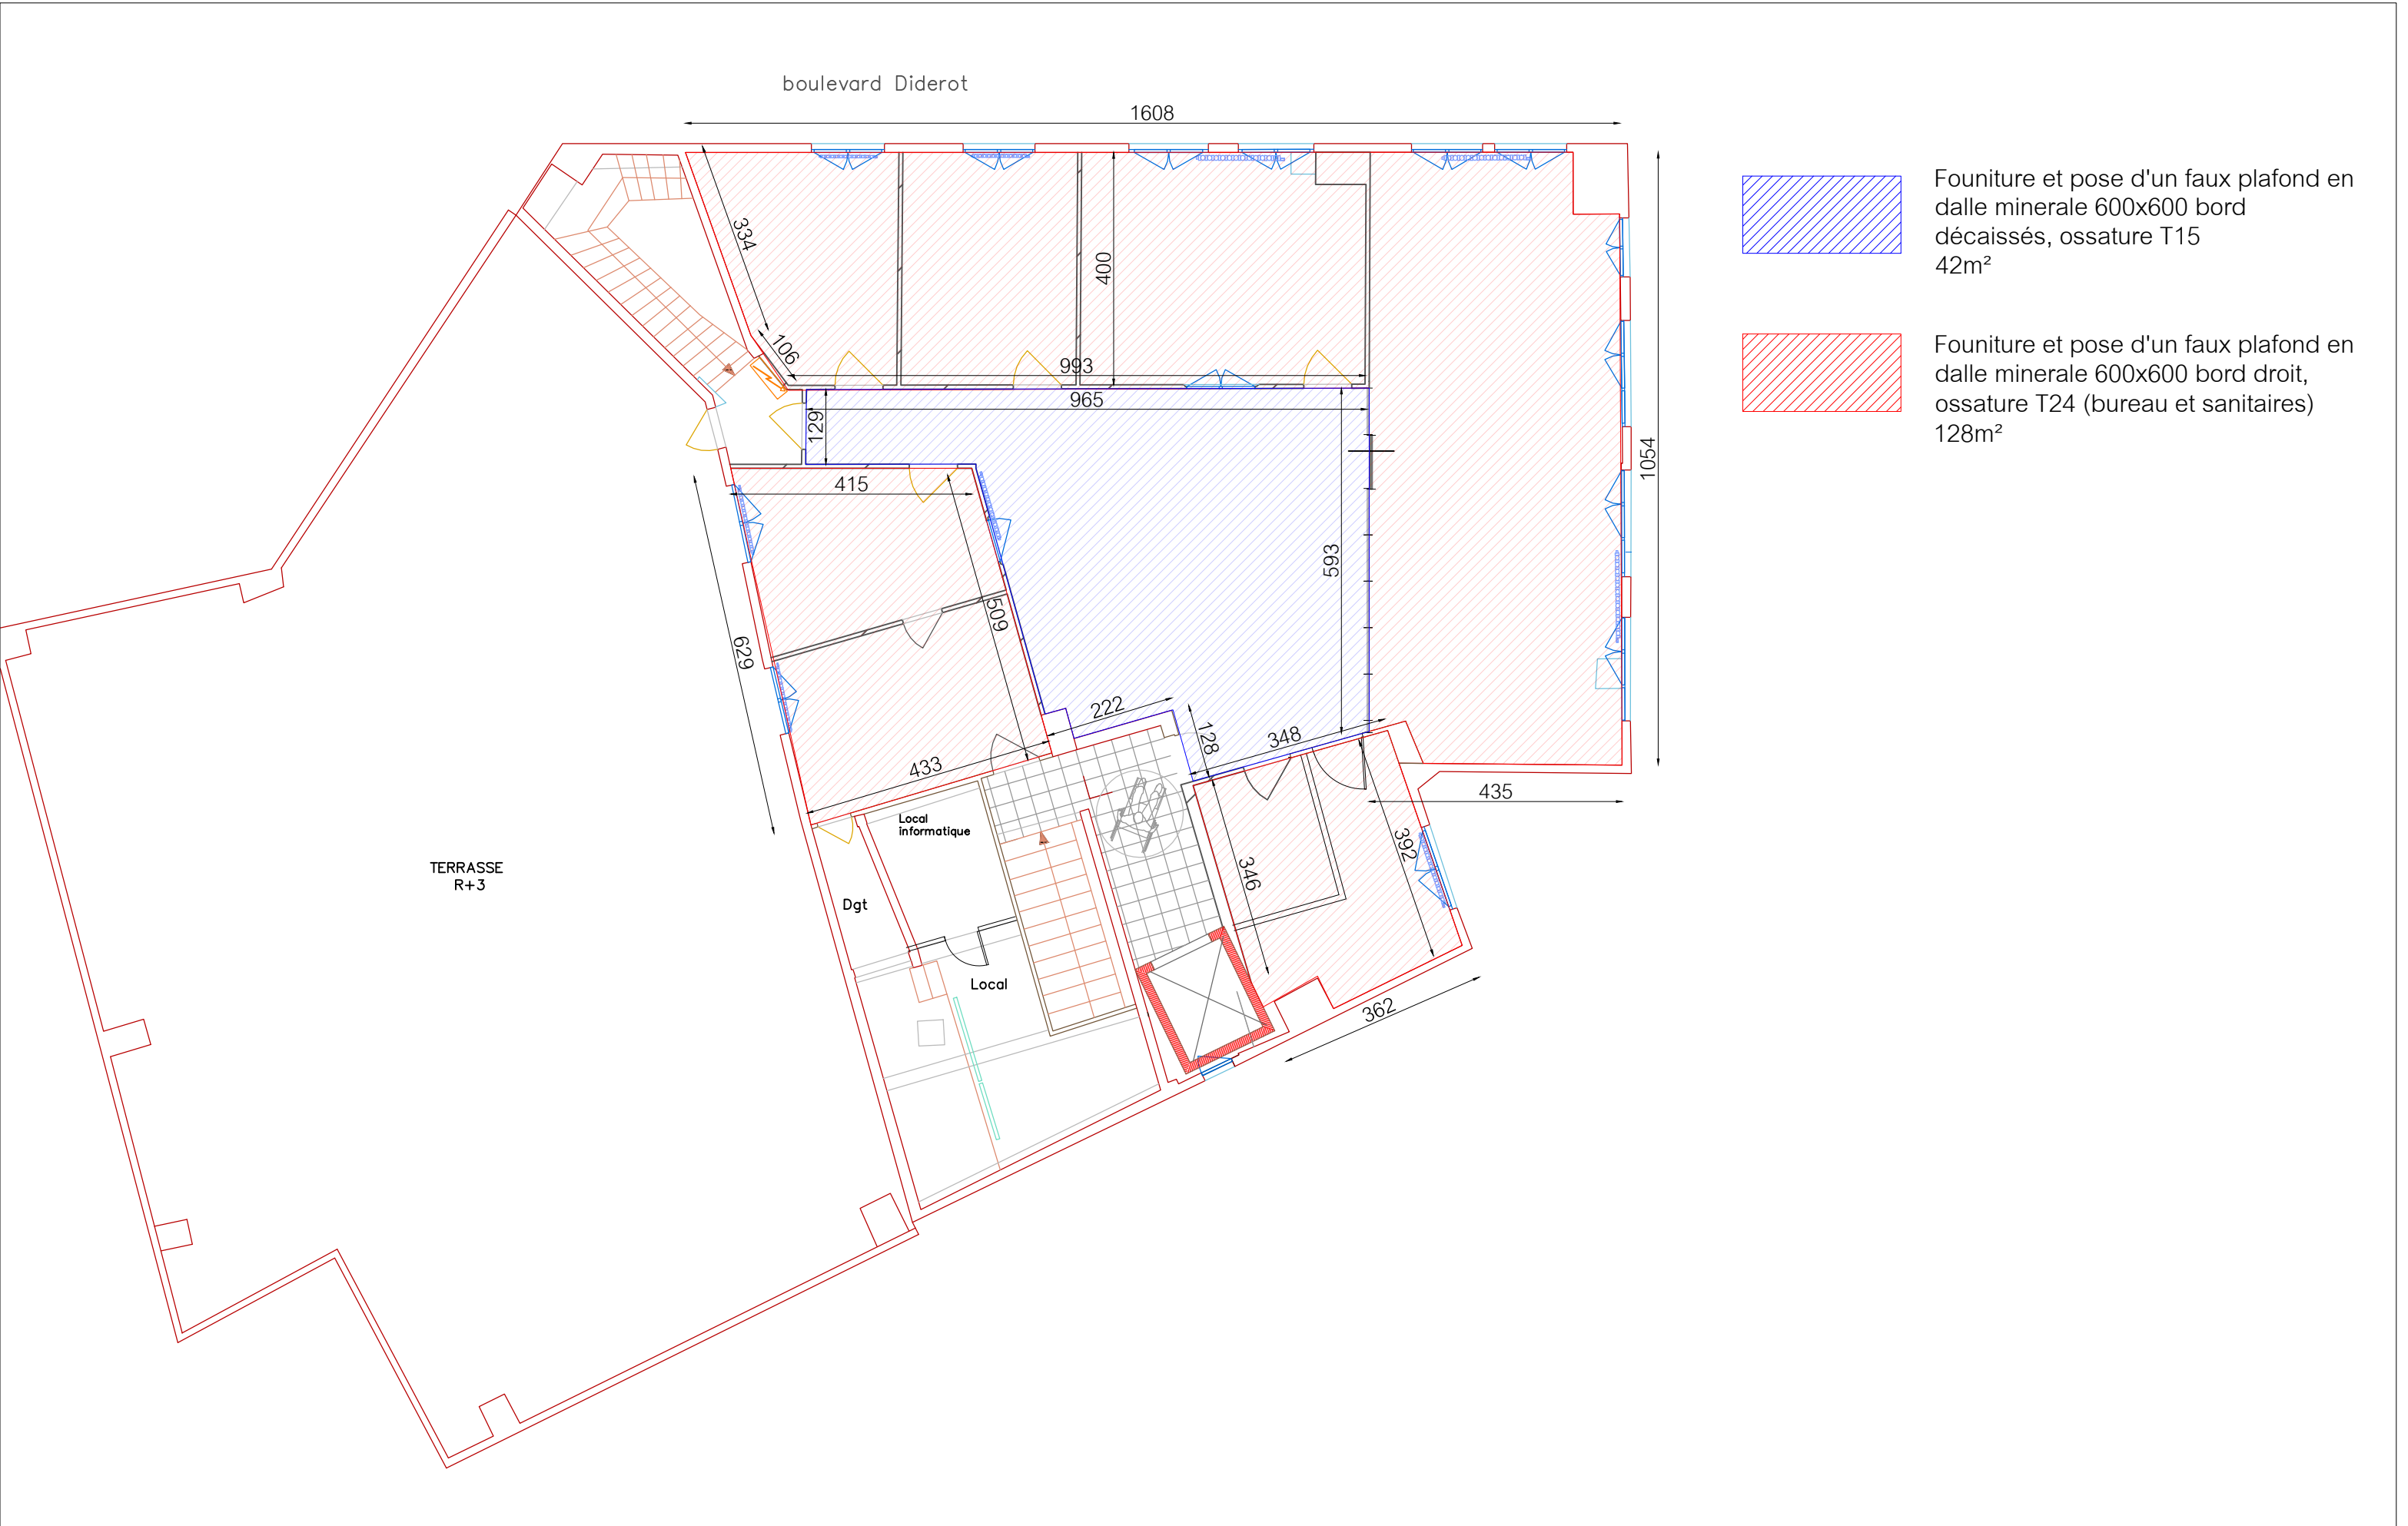 boulevard Diderot
1608
Founiture et pose d'un faux plafond en
dalle minerale 600x600 bord
décaissés, ossature T15
42m²
Founiture et pose d'un faux plafond en
dalle minerale 600x600 bord droit,
ossature T24 (bureau et sanitaires)
128m²
334
400
106
993
965
129
1054
415
593
509
629
222
128
348
433
435
Local
informatique
392
346
TERRASSE
R+3
Dgt
Local
362